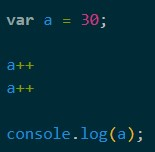 var a = 30;
a++
a++
console.log(a);